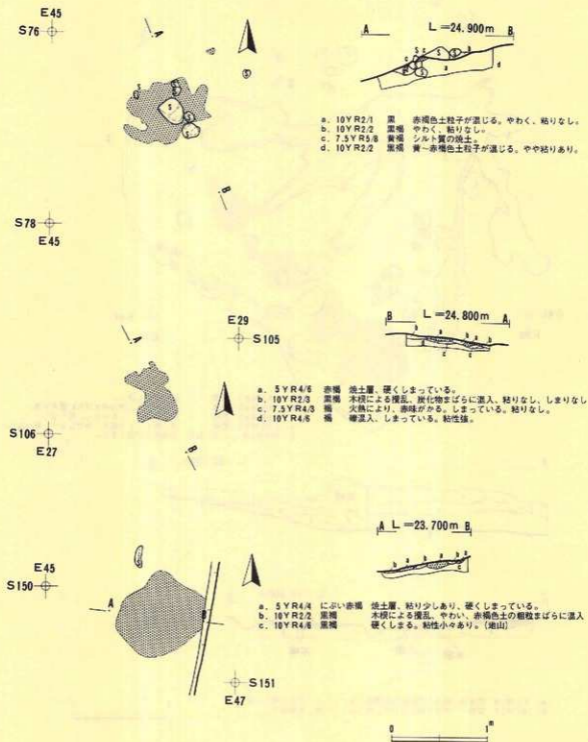 E45
S76
A
A L=24.900m B
S
a. 10YR2/1 黒 赤褐色土粒子が混じる。やわく、粘りなし。
b. 10YR2/2 黒褐 やわく、粘りなし。
c. 7.5YR5/8 黄褐 シルト質の焼土。
d. 10YR2/2 黒褐 黄〜赤褐色土粒子が混じる。やや粘りあり。
B
S78
E45
E29
S105
A
B L=24.800m A
a. 5YR4/6 赤褐 焼土層、硬くしまっている。
b. 10YR2/3 黒褐 木根による攪乱、炭化物まばらに混入、粘りなし、しまりなし
c. 7.5YR4/3 褐 火熱により、赤味がかる。しまっている。粘りなし。
d. 10YR4/6 褐 礫混入、しまっている。粘性強。
S106
E27
B
A L=23.700m B
E45
S150
A
B
a. 5YR4/4 にぶい赤褐 焼土層、粘り少しあり、硬くしまっている。
b. 10YR2/2 黒褐 木根による攪乱、やわい、赤褐色土の粗粒まばらに混入
c. 10YR4/6 黒褐 硬くしまる。粘性小々あり。(地山)
S151
E47
0 1m